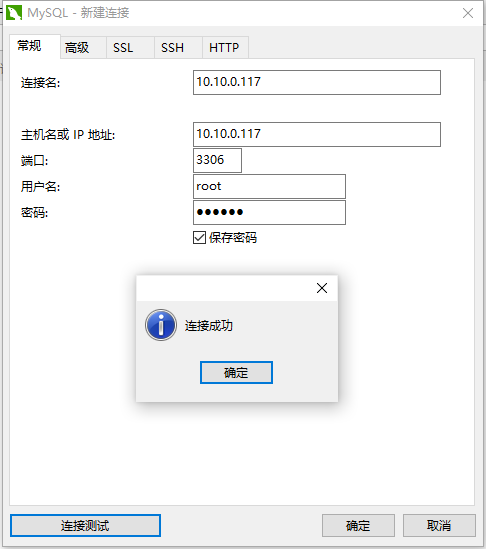 MySQL - 新建连接
常规 高级 SSL SSH HTTP
连接名: 10.10.0.117
主机名或 IP 地址: 10.10.0.117
端口: 3306
用户名: root
密码: ●●●●●●
保存密码
连接成功
确定
连接测试 确定 取消